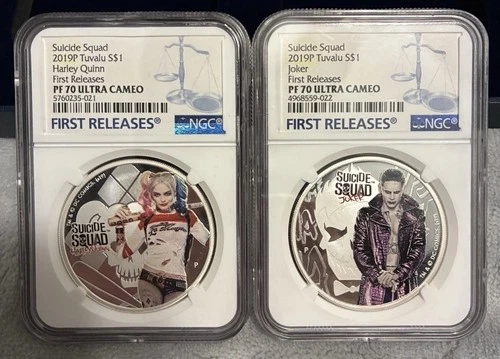 Suicide Squad
2019P Tuvalu S$1
Harley Quinn
First Releases
PF 70 ULTRA CAMEO
5760235-021
FIRST RELEASES®
NGC®
SUICIDE
SQUAD
P
Suicide Squad
2019P Tuvalu S$1
Joker
First Releases
PF 70 ULTRA CAMEO
4968559-022
FIRST RELEASES®
NGC®
SUICIDE
SQUAD
JOKER